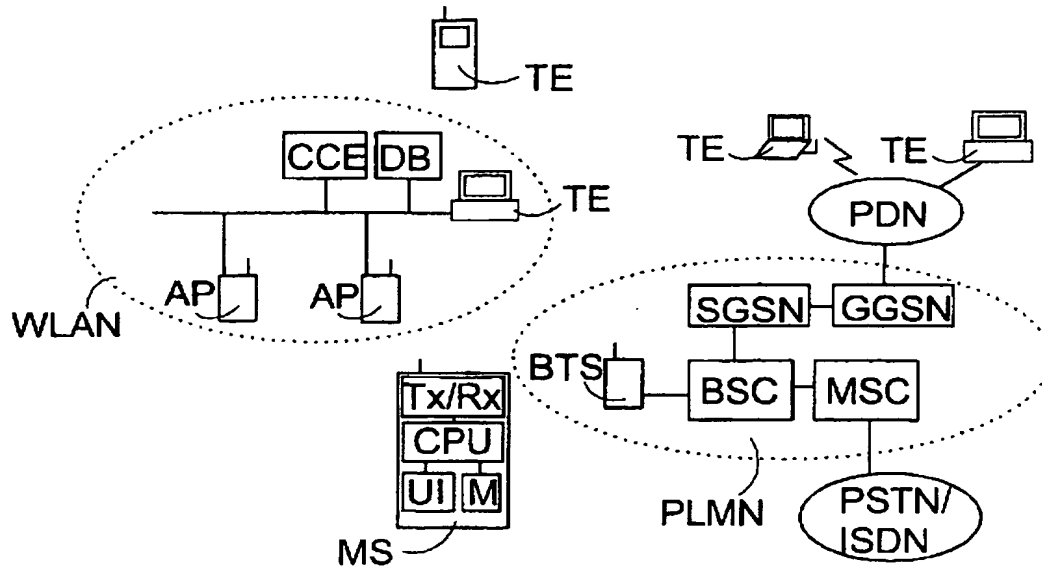 TE
CCE DB
TE
TE
TE
PDN
AP
AP
WLAN
SGSN
GGSN
BTS
BSC
MSC
Tx/Rx
CPU
UI
M
MS
PLMN
PSTN/
ISDN